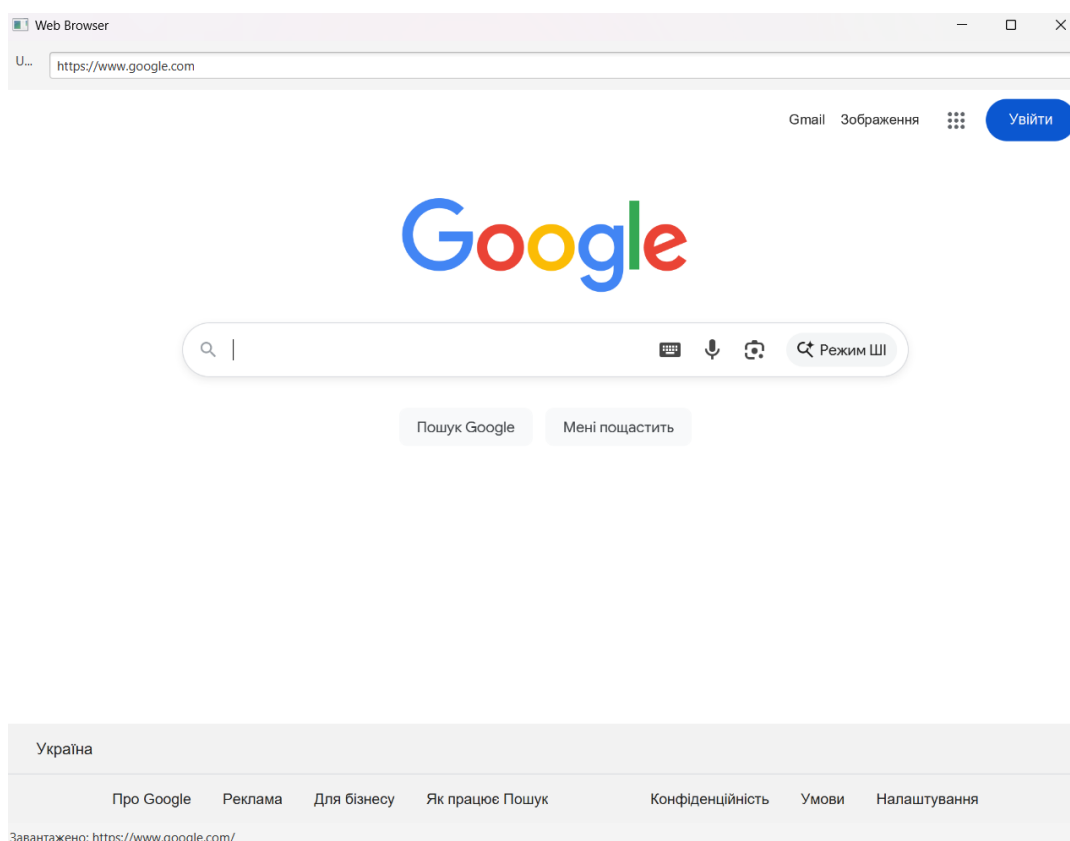 Web Browser
U...
https://www.google.com
Gmail Зображення Увійти
Google
Режим ШІ
Пошук Google Мені пощастить
Україна
Про Google Реклама Для бізнесу Як працює Пошук Конфіденційність Умови Налаштування
Завантажено: https://www.google.com/